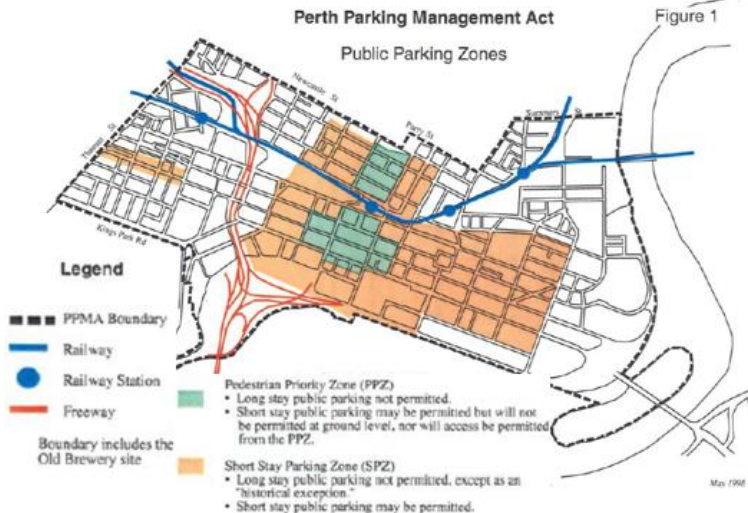 Perth Parking Management Act
Figure 1
Public Parking Zones
Newcastle St
Parry St
Summers St
Thomas St
Kings Park Rd
Legend
PPMA Boundary
Railway
Railway Station
Freeway
Boundary includes the
Old Brewery site
Pedestrian Priority Zone (PPZ)
• Long stay public parking not permitted.
• Short stay public parking may be permitted but will not
be permitted at ground level, nor will access be permitted
from the PPZ.
Short Stay Parking Zone (SPZ)
• Long stay public parking not permitted, except as an
"historical exception."
• Short stay public parking may be permitted.
May 1998